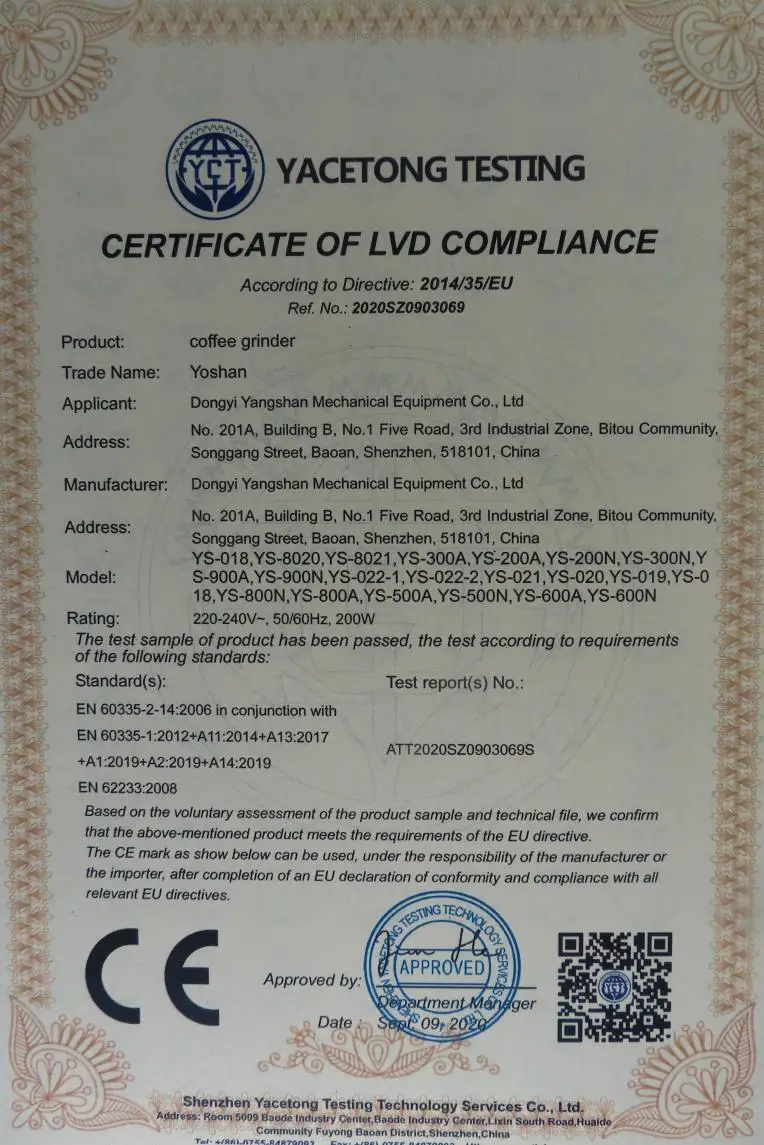 YCT
YACETONG TESTING
CERTIFICATE OF LVD COMPLIANCE
According to Directive: 2014/35/EU
Ref. No.: 2020SZ0903069
Product: coffee grinder
Trade Name: Yoshan
Applicant: Dongyi Yangshan Mechanical Equipment Co., Ltd
Address: No. 201A, Building B, No.1 Five Road, 3rd Industrial Zone, Bitou Community,
Songgang Street, Baoan, Shenzhen, 518101, China
Manufacturer: Dongyi Yangshan Mechanical Equipment Co., Ltd
Address: No. 201A, Building B, No.1 Five Road, 3rd Industrial Zone, Bitou Community,
Songgang Street, Baoan, Shenzhen, 518101, China
YS-018,YS-8020,YS-8021,YS-300A,YS-200A,YS-200N,YS-300N,Y
Model: S-900A,YS-900N,YS-022-1,YS-022-2,YS-021,YS-020,YS-019,YS-0
18,YS-800N,YS-800A,YS-500A,YS-500N,YS-600A,YS-600N
Rating: 220-240V~, 50/60Hz, 200W
The test sample of product has been passed, the test according to requirements
of the following standards:
Standard(s): Test report(s) No.:
EN 60335-2-14:2006 in conjunction with
EN 60335-1:2012+A11:2014+A13:2017
ATT2020SZ0903069S
+A1:2019+A2:2019+A14:2019
EN 62233:2008
Based on the voluntary assessment of the product sample and technical file, we confirm
that the above-mentioned product meets the requirements of the EU directive.
The CE mark as show below can be used, under the responsibility of the manufacturer or
the importer, after completion of an EU declaration of conformity and compliance with all
relevant EU directives.
CE
SHENZHEN YACETONG TESTING TECHNOLOGY SERVICES CO., LTD
APPROVED
Approved by:
Department Manager
Date : Sept. 09, 2020
YCT
Shenzhen Yacetong Testing Technology Services Co., Ltd.
Address: Room 5009 Baode Industry Center,Baode Industry Center,Lixin South Road,Huaide
Community Fuyong Baoan District,Shenzhen,China